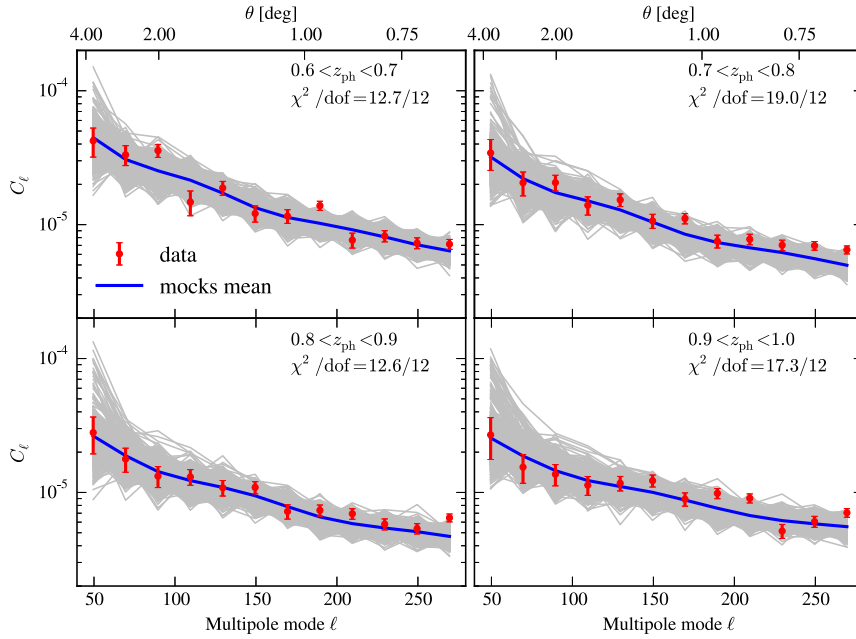 θ [deg]
θ [deg]
4.00 2.00 1.00 0.75
4.00 2.00 1.00 0.75
10⁻⁴
10⁻⁵
C_ℓ
0.6 < z_ph < 0.7
χ² /dof = 12.7/12
data
mocks mean
0.7 < z_ph < 0.8
χ² /dof = 19.0/12
10⁻⁴
10⁻⁵
C_ℓ
0.8 < z_ph < 0.9
χ² /dof = 12.6/12
0.9 < z_ph < 1.0
χ² /dof = 17.3/12
50 100 150 200 250
50 100 150 200 250
Multipole mode ℓ
Multipole mode ℓ